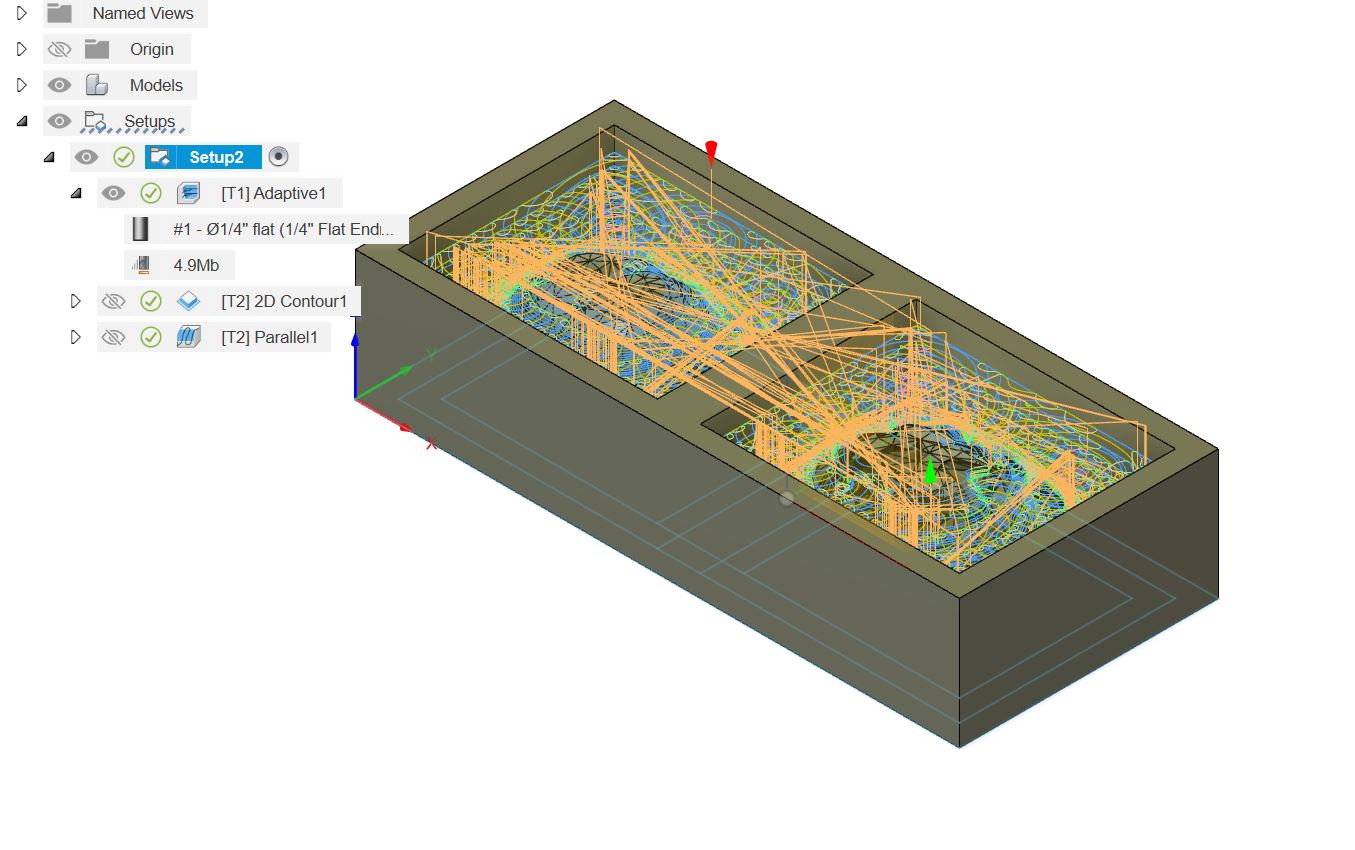 Named Views
Origin
Models
Setups
Setup2
[T1] Adaptive1
#1 - Ø1/4" flat (1/4" Flat End...
4.9Mb
[T2] 2D Contour1
[T2] Parallel1
Y
X